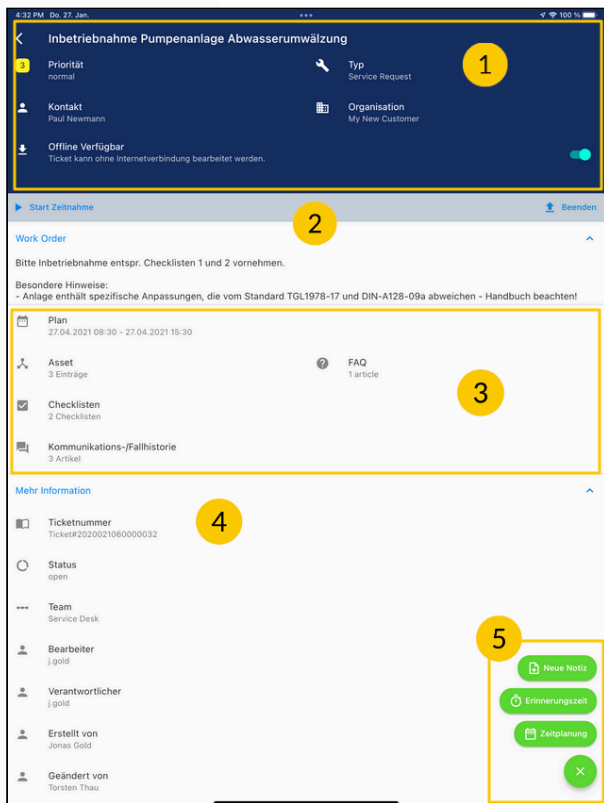 4:32 PM Do. 27. Jan. ••• 100 %
Inbetriebnahme Pumpenanlage Abwasserumwälzung
1
3 Priorität
normal
Typ
Service Request
Kontakt
Paul Newmann
Organisation
My New Customer
Offline Verfügbar
Ticket kann ohne Internetverbindung bearbeitet werden.
Start Zeitnahme
2
Beenden
Work Order
Bitte Inbetriebnahme entspr. Checklisten 1 und 2 vornehmen.
Besondere Hinweise:
- Anlage enthält spezifische Anpassungen, die vom Standard TGL1978-17 und DIN-A128-09a abweichen - Handbuch beachten!
Plan
27.04.2021 08:30 - 27.04.2021 15:30
Asset
3 Einträge
FAQ
1 article
3
Checklisten
2 Checklisten
Kommunikations-/Fallhistorie
3 Artikel
Mehr Information
4
Ticketnummer
Ticket#2020021060000032
Status
open
Team
Service Desk
Bearbeiter
j.gold
5
Verantwortlicher
j.gold
Erstellt von
Jonas Gold
Geändert von
Torsten Thau
Neue Notiz
Erinnerungszeit
Zeitplanung